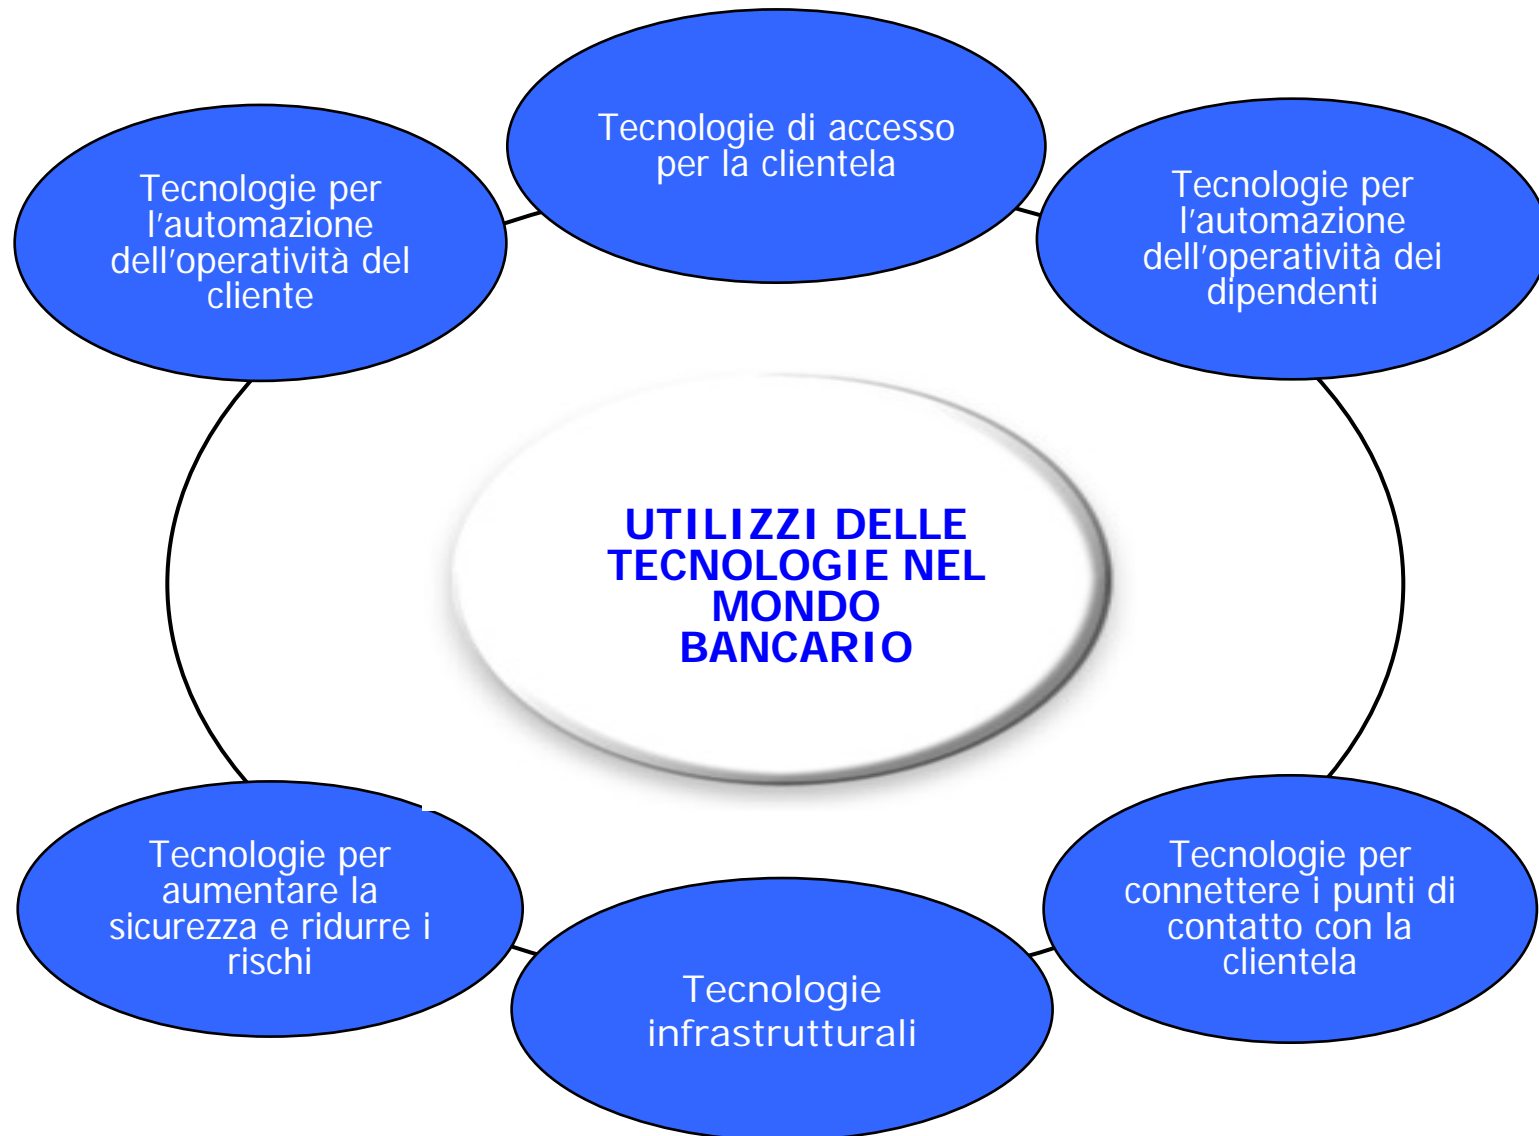 Tecnologie di accesso
per la clientela
Tecnologie per
l'automazione
dell'operatività del
cliente
Tecnologie per
l'automazione
dell'operatività dei
dipendenti
UTILIZZI DELLE
TECNOLOGIE NEL
MONDO
BANCARIO
Tecnologie per
aumentare la
sicurezza e ridurre i
rischi
Tecnologie
infrastrutturali
Tecnologie per
connettere i punti di
contatto con la
clientela